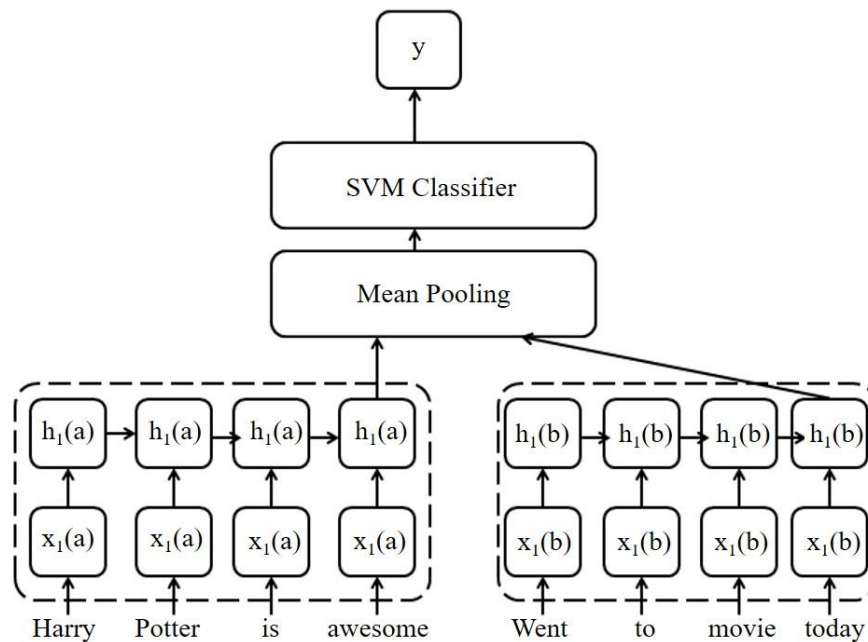 y
SVM Classifier
Mean Pooling
h₁(a) h₁(a) h₁(a) h₁(a) h₁(b) h₁(b) h₁(b) h₁(b)
x₁(a) x₁(a) x₁(a) x₁(a) x₁(b) x₁(b) x₁(b) x₁(b)
Harry Potter is awesome Went to movie today